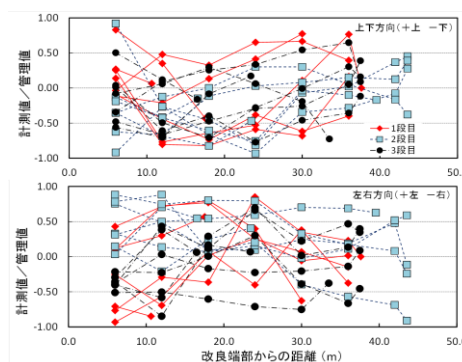 上下方向(＋上 －下)
計測値／管理値
1.00
0.50
0.00
-0.50
-1.00
1段目
2段目
3段目
0.0 10.0 20.0 30.0 40.0 50.
左右方向(＋左 －右)
計測値／管理値
1.00
0.50
0.00
-0.50
-1.00
0.0 10.0 20.0 30.0 40.0 50.0
改良端部からの距離（m）